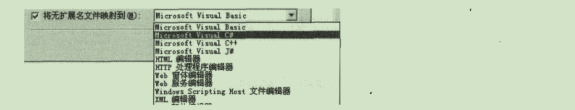 将无扩展名文件映射到(M): Microsoft Visual Basic
Microsoft Visual Basic
Microsoft Visual C#
Microsoft Visual C++
Microsoft Visual J#
HTML 编辑器
HTTP 处理程序编辑器
Web 窗体编辑器
Web 服务编辑器
Windows Scripting Host 文件编辑器
XML 编辑器